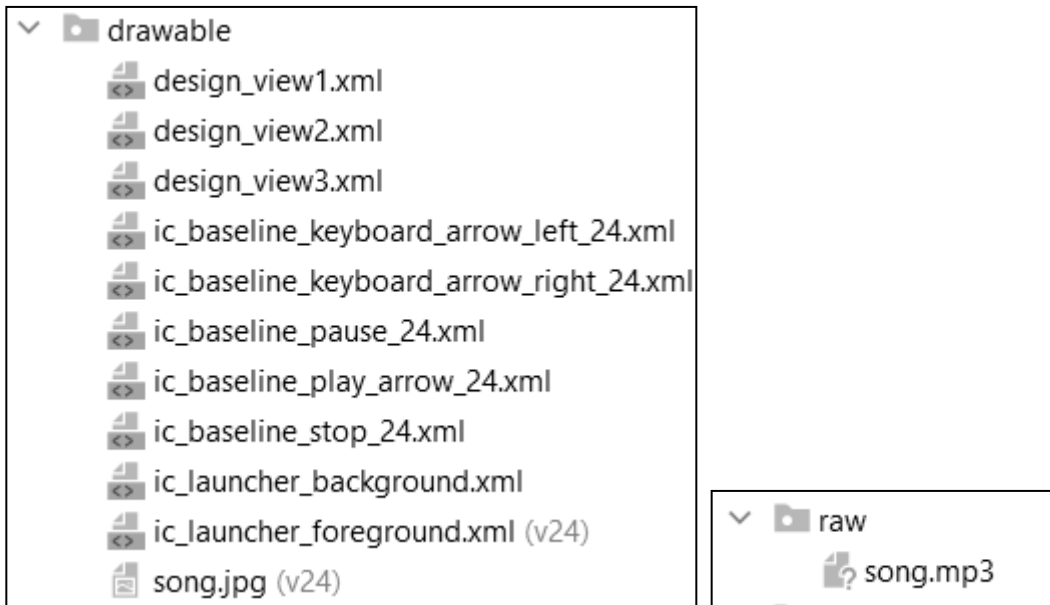 drawable
design_view1.xml
design_view2.xml
design_view3.xml
ic_baseline_keyboard_arrow_left_24.xml
ic_baseline_keyboard_arrow_right_24.xml
ic_baseline_pause_24.xml
ic_baseline_play_arrow_24.xml
ic_baseline_stop_24.xml
ic_launcher_background.xml
ic_launcher_foreground.xml (v24)
song.jpg (v24)
raw
song.mp3